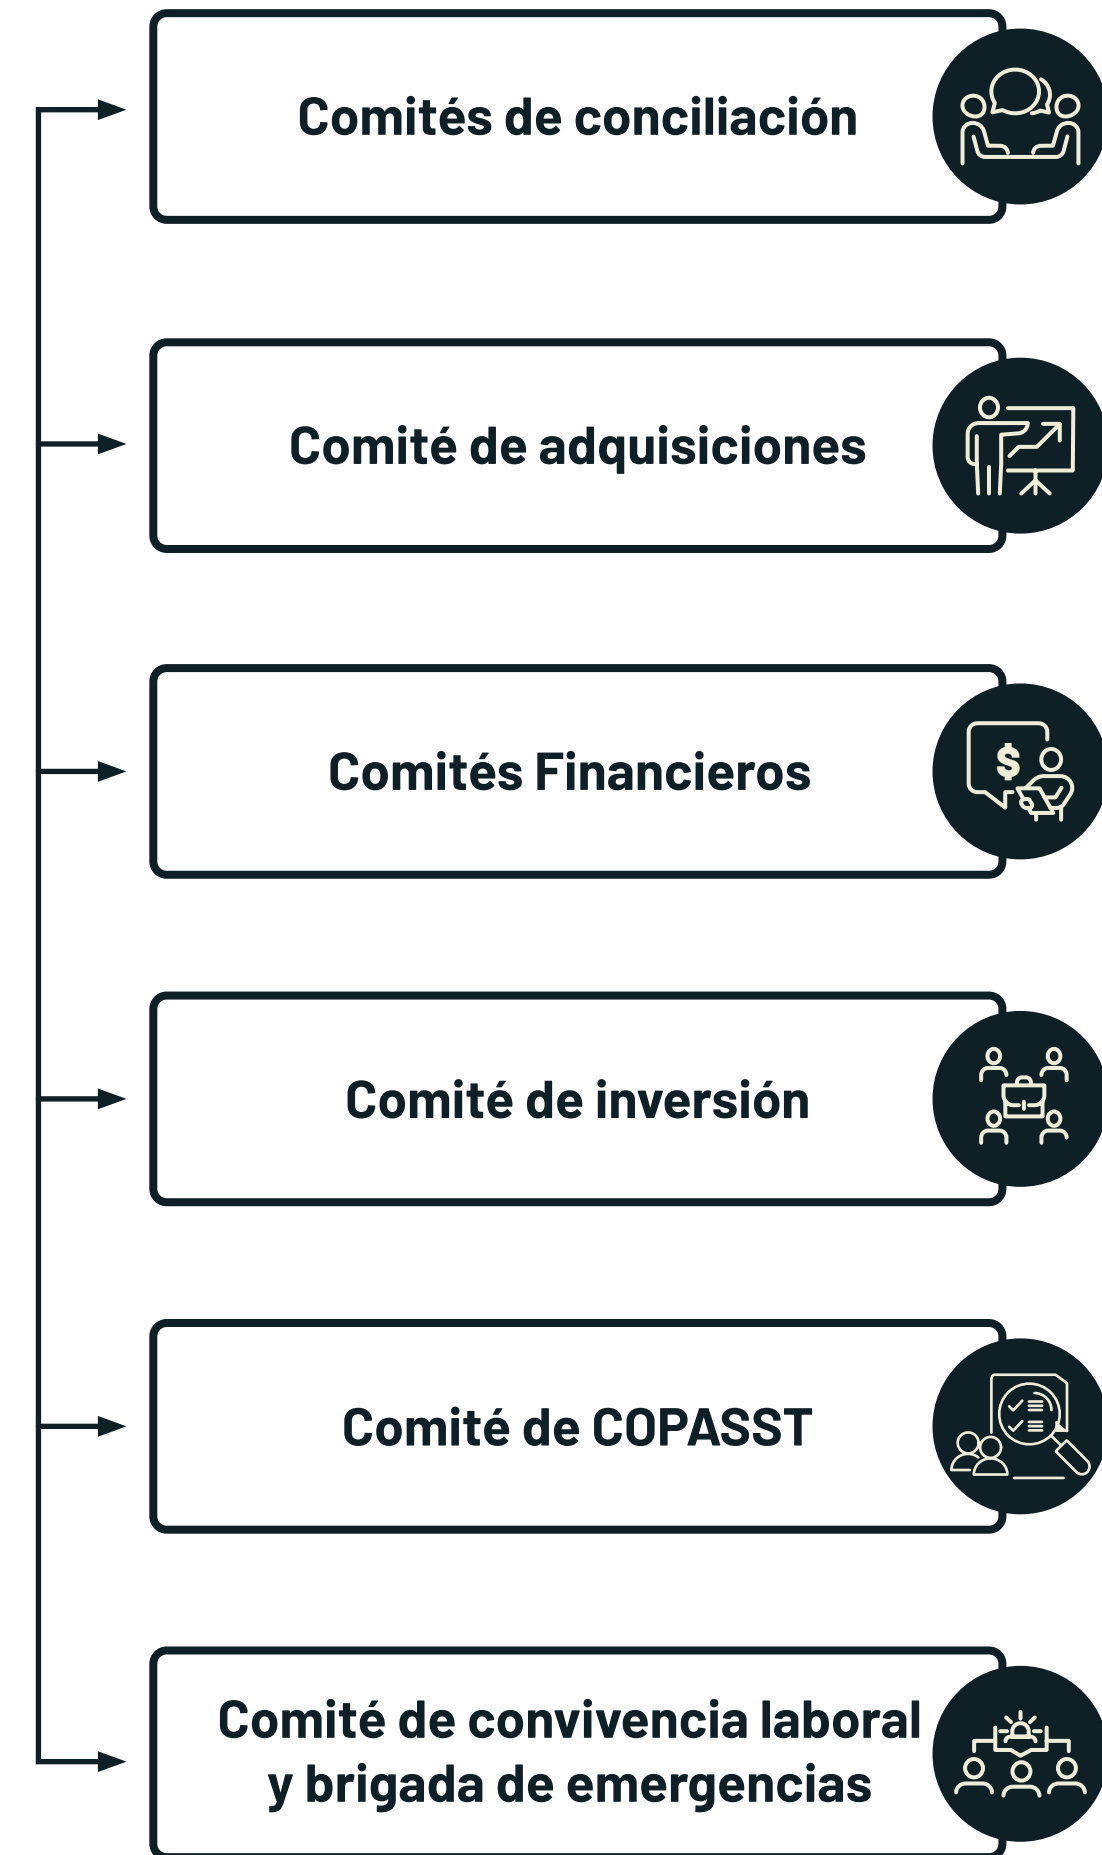 Comités de conciliación
Comité de adquisiciones
Comités Financieros
$
Comité de inversión
Comité de COPASST
Comité de convivencia laboral
y brigada de emergencias